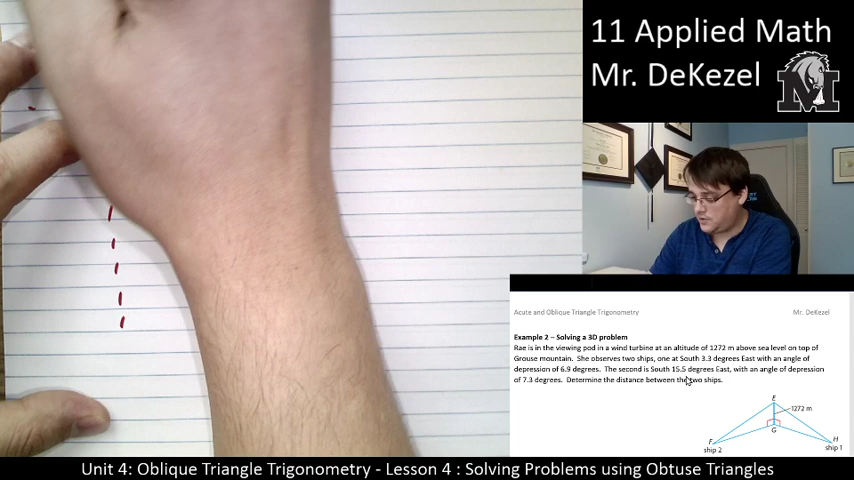 11 Applied Math
Mr. DeKezel
M
Acute and Oblique Triangle Trigonometry
Mr. DeKezel
Example 2 – Solving a 3D problem
Rae is in the viewing pod in a wind turbine at an altitude of 1272 m above sea level on top of
Grouse mountain. She observes two ships, one at South 3.3 degrees East with an angle of
depression of 6.9 degrees. The second is South 15.5 degrees East, with an angle of depression
of 7.3 degrees. Determine the distance between the two ships.
E
1272 m
G
F
H
ship 2
ship 1
Unit 4: Oblique Triangle Trigonometry - Lesson 4 : Solving Problems using Obtuse Triangles